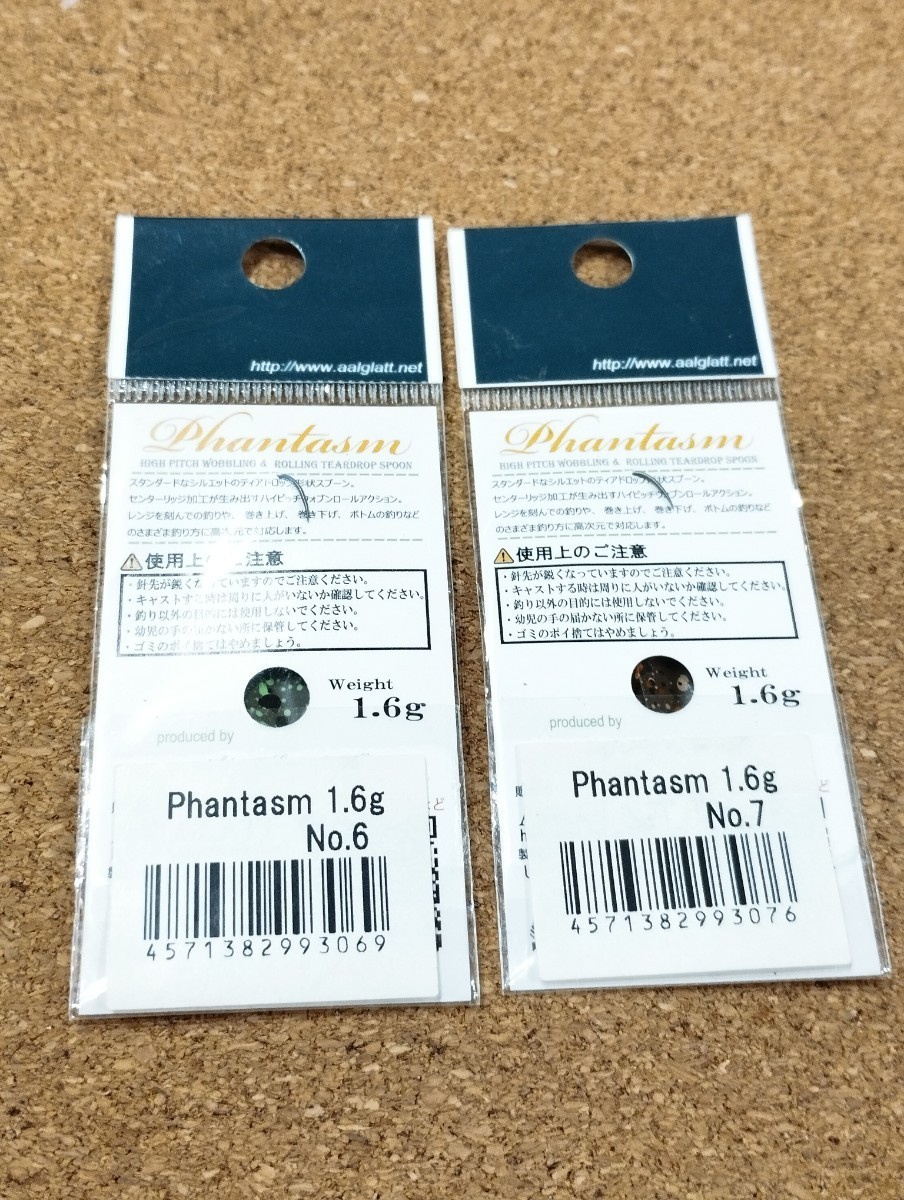 http://www.aalglatt.net
Phantasm
HIGH PITCH WOBBLING & ROLLING TEARDROP SPOON
スタンダードなシルエットのティアドロップ形状スプーン。
センターリッジ加工が生み出すハイピッチウォブンロールアクション。
レンジを刻んでの釣りや、巻き上げ、巻き下げ、ボトムの釣りなど
のさまざま釣り方に高次元で対応します。
使用上のご注意
・針先が鋭くなっていますのでご注意ください。
・キャストする時は周りに人がいないか確認してください。
・釣り以外の目的には使用しないでください。
・幼児の手の届かない所に保管してください。
・ゴミのポイ捨てはやめましょう。
Weight
1.6g
produced by
Phantasm 1.6g
No.6
4571382993069
http://www.aalglatt.net
Phantasm
HIGH PITCH WOBBLING & ROLLING TEARDROP SPOON
スタンダードなシルエットのティアドロップ形状スプーン。
センターリッジ加工が生み出すハイピッチウォブンロールアクション。
レンジを刻んでの釣りや、巻き上げ、巻き下げ、ボトムの釣りなど
のさまざま釣り方に高次元で対応します。
使用上のご注意
・針先が鋭くなっていますのでご注意ください。
・キャストする時は周りに人がいないか確認してください。
・釣り以外の目的には使用しないでください。
・幼児の手の届かない所に保管してください。
・ゴミのポイ捨てはやめましょう。
Weight
1.6g
produced by
Phantasm 1.6g
No.7
4571382993076